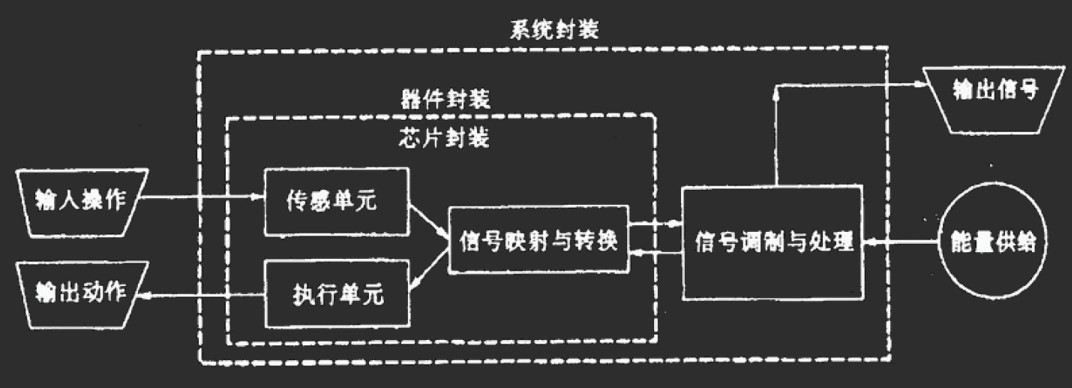 系统封装
器件封装
芯片封装
输出信号
输人操作
传感单元
信号映射与转换
信号调制与处理
能量供给
输出动作
执行单元